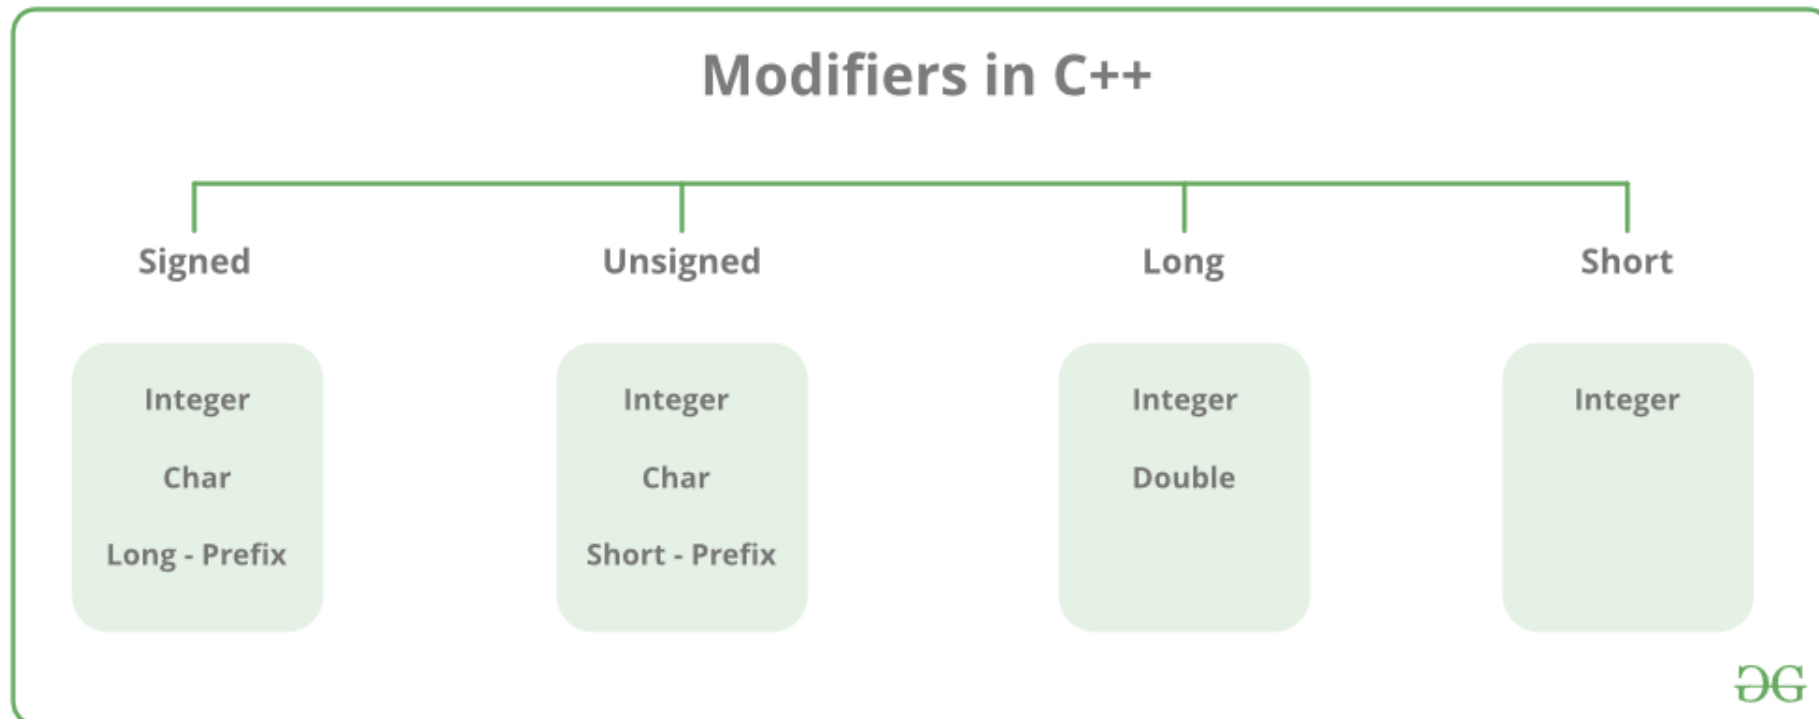 Modifiers in C++
Signed
Unsigned
Long
Short
Integer
Char
Long - Prefix
Integer
Char
Short - Prefix
Integer
Double
Integer